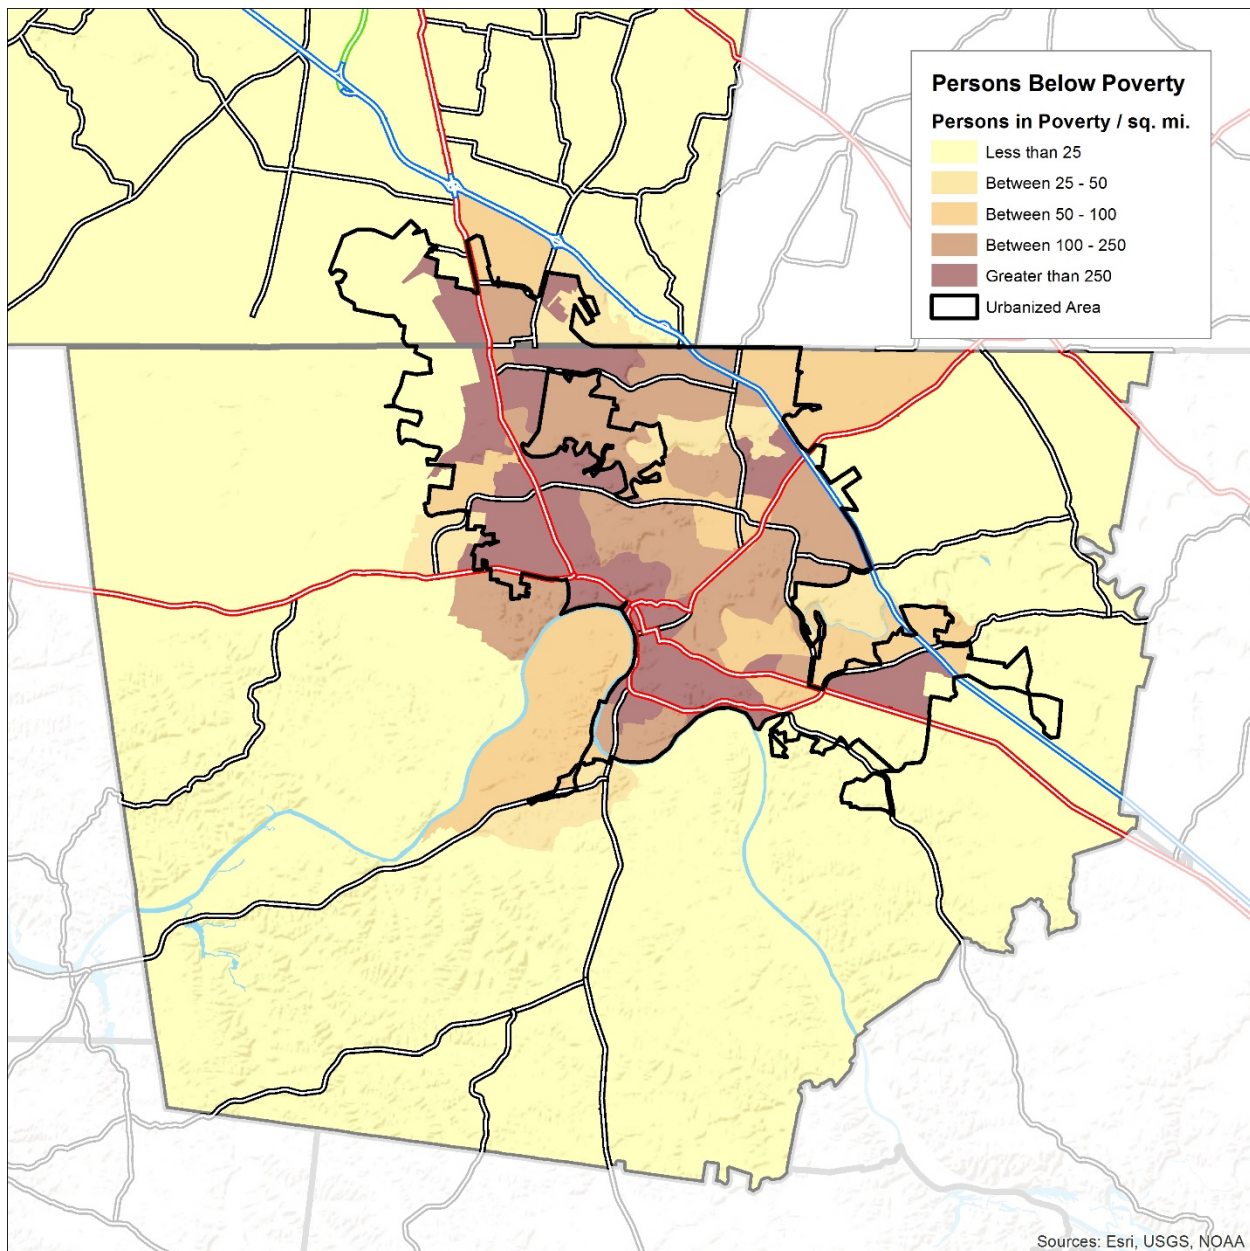 Persons Below Poverty
Persons in Poverty / sq. mi.
Less than 25
Between 25 - 50
Between 50 - 100
Between 100 - 250
Greater than 250
Urbanized Area
Sources: Esri, USGS, NOAA